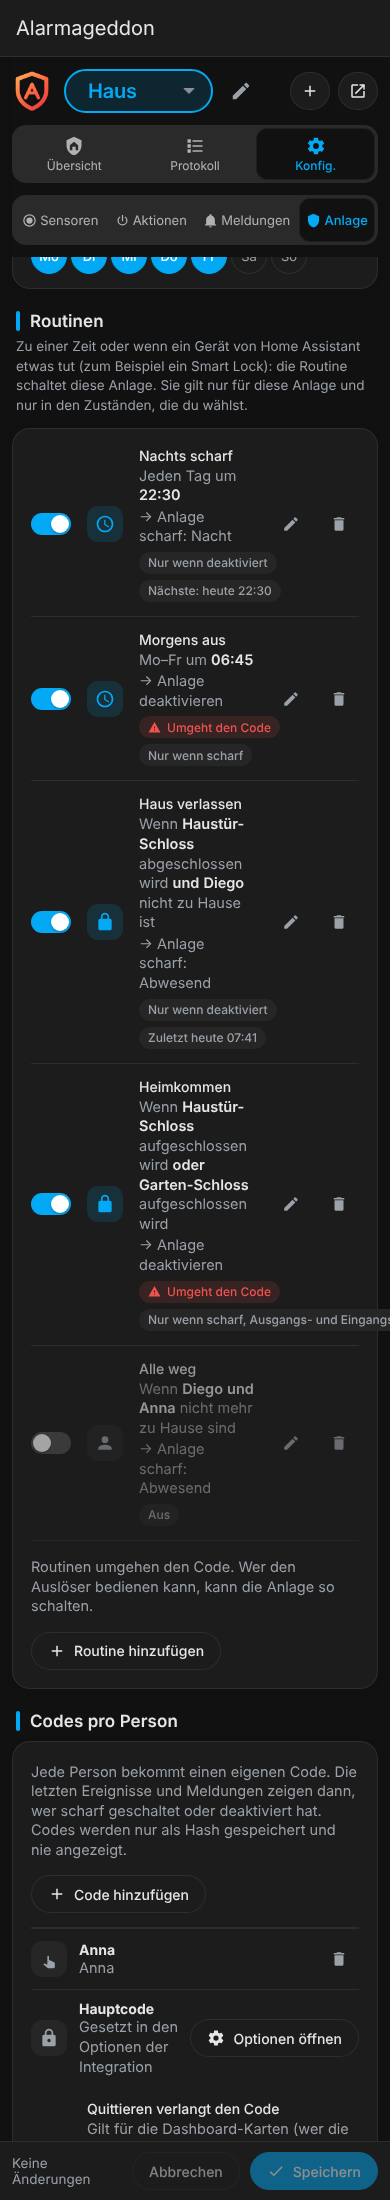 Alarmageddon
Haus
Übersicht
Protokoll
Konfig.
Sensoren
Aktionen
Meldungen
Anlage
Mo Di Mi Do Fr Sa So
Routinen
Zu einer Zeit oder wenn ein Gerät von Home Assistant
etwas tut (zum Beispiel ein Smart Lock): die Routine
schaltet diese Anlage. Sie gilt nur für diese Anlage und
nur in den Zuständen, die du wählst.
Nachts scharf
Jeden Tag um
22:30
→ Anlage
scharf: Nacht
Nur wenn deaktiviert
Nächste: heute 22:30
Morgens aus
Mo–Fr um 06:45
→ Anlage
deaktivieren
Umgeht den Code
Nur wenn scharf
Haus verlassen
Wenn Haustür-
Schloss
abgeschlossen
wird und Diego
nicht zu Hause
ist
→ Anlage
scharf:
Abwesend
Nur wenn deaktiviert
Zuletzt heute 07:41
Heimkommen
Wenn Haustür-
Schloss
aufgeschlossen
wird oder
Garten-Schloss
aufgeschlossen
wird
→ Anlage
deaktivieren
Umgeht den Code
Nur wenn scharf, Ausgangs- und Eingangs
Alle weg
Wenn Diego und
Anna nicht mehr
zu Hause sind
→ Anlage
scharf:
Abwesend
Aus
Routinen umgehen den Code. Wer den
Auslöser bedienen kann, kann die Anlage so
schalten.
Routine hinzufügen
Codes pro Person
Jede Person bekommt einen eigenen Code. Die
letzten Ereignisse und Meldungen zeigen dann,
wer scharf geschaltet oder deaktiviert hat.
Codes werden nur als Hash gespeichert und
nie angezeigt.
Code hinzufügen
Anna
Anna
Hauptcode
Gesetzt in den
Optionen der
Integration
Optionen öffnen
Quittieren verlangt den Code
Gilt für die Dashboard-Karten (wer die
Keine
Änderungen
Abbrechen
Speichern